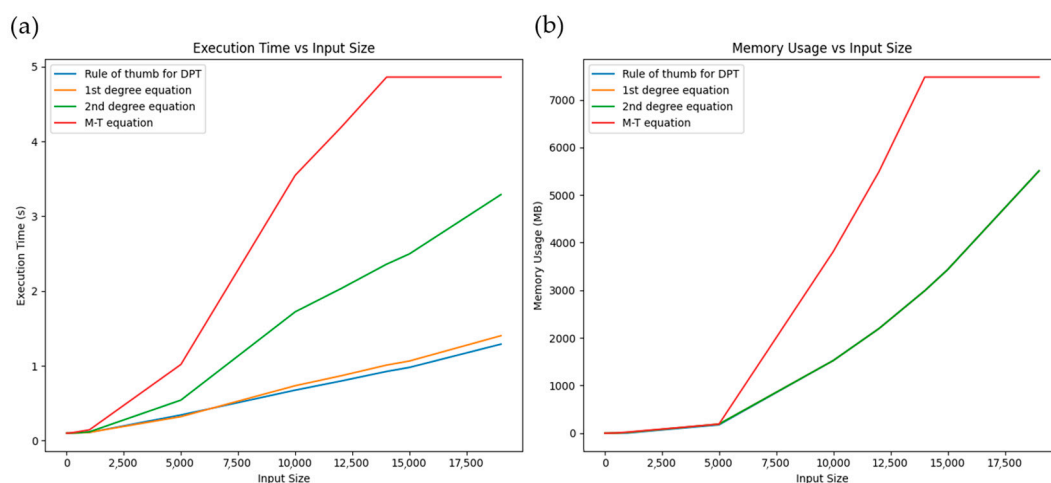 (a)
Execution Time vs Input Size
Rule of thumb for DPT
1st degree equation
2nd degree equation
M-T equation
Execution Time (s)
5
4
3
2
1
0
0 2,500 5,000 7,500 10,000 12,500 15,000 17,500
Input Size
(b)
Memory Usage vs Input Size
Rule of thumb for DPT
1st degree equation
2nd degree equation
M-T equation
Memory Usage (MB)
7000
6000
5000
4000
3000
2000
1000
0
0 2,500 5,000 7,500 10,000 12,500 15,000 17,500
Input Size